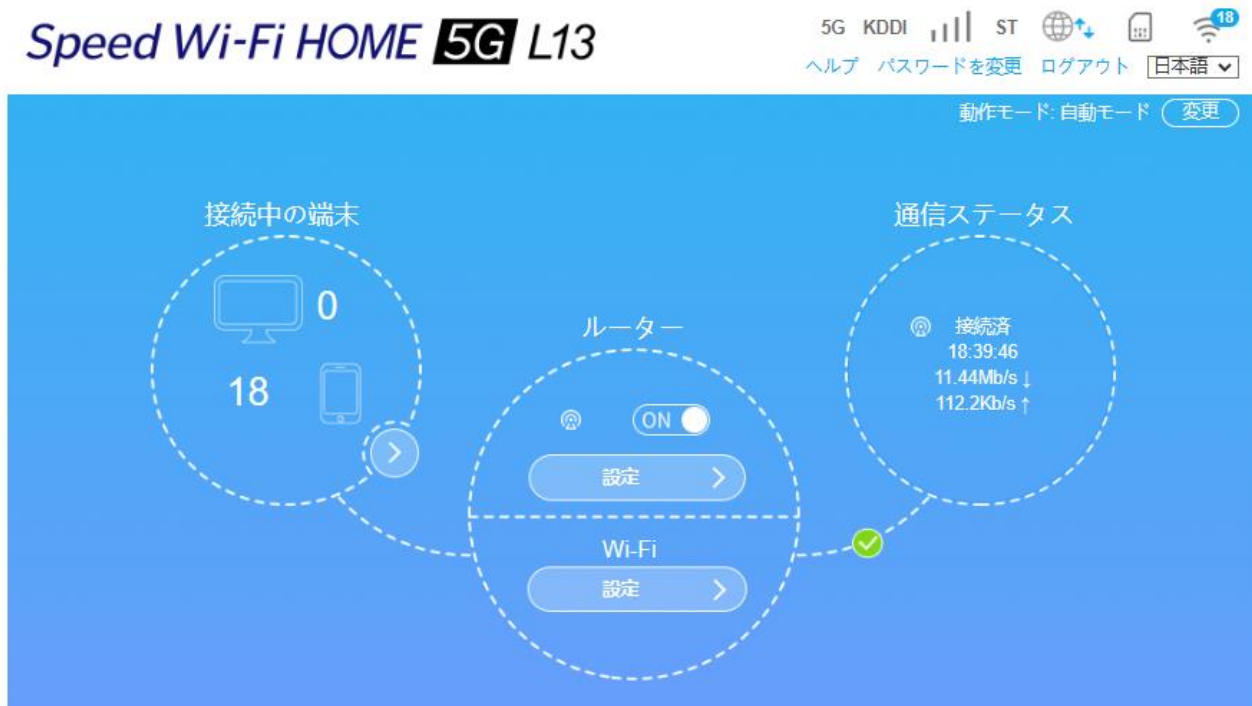 Speed Wi-Fi HOME 5G L13
5G KDDI ST 18
ヘルプ パスワードを変更 ログアウト 日本語
動作モード: 自動モード 変更
接続中の端末
0
18
ルーター
ON
設定
Wi-Fi
設定
通信ステータス
接続済
18:39:46
11.44Mb/s ↓
112.2Kb/s ↑